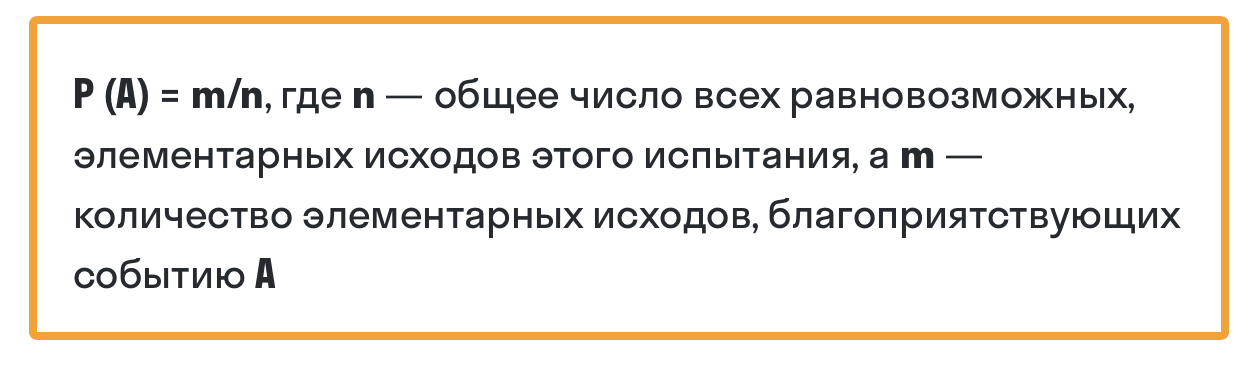 P (A) = m/n, где n — общее число всех равновозможных,
элементарных исходов этого испытания, а m —
количество элементарных исходов, благоприятствующих
событию A